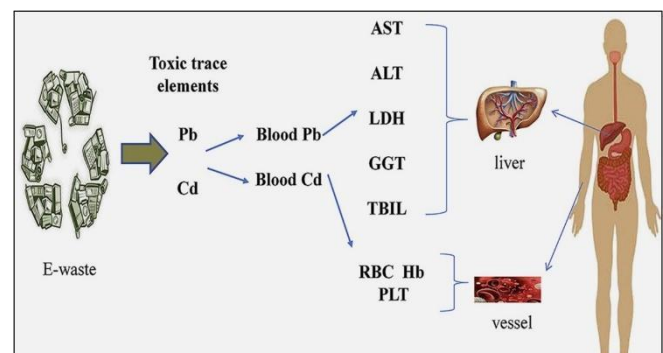 Toxic trace
elements
Pb
Cd
E-waste
Blood Pb
Blood Cd
AST
ALT
LDH
GGT
TBIL
RBC Hb
PLT
liver
vessel